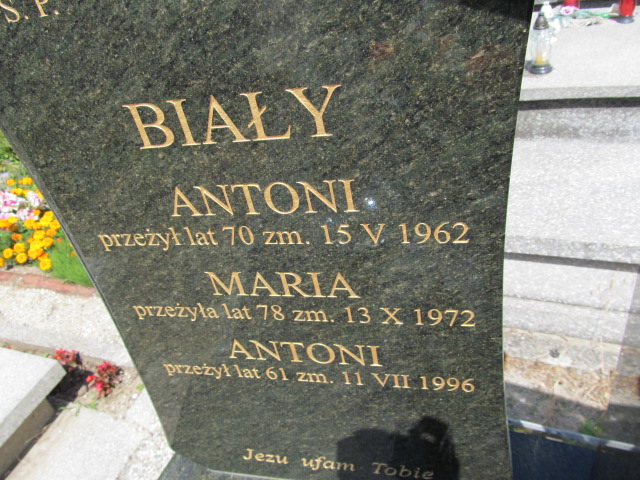 Ś.P.
BIAŁY
ANTONI
przeżył lat 70 zm. 15 V 1962
MARIA
przeżyła lat 78 zm. 13 X 1972
ANTONI
przeżył lat 61 zm. 11 VII 1996
Jezu ufam Tobie